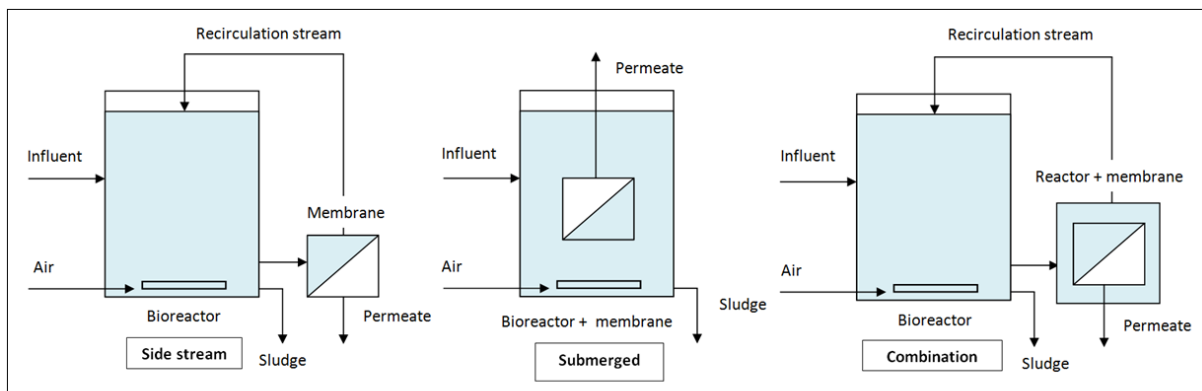 Recirculation stream
Influent
Membrane
Air
Bioreactor
Permeate
Side stream
Sludge
Permeate
Influent
Air
Sludge
Bioreactor + membrane
Submerged
Recirculation stream
Influent
Reactor + membrane
Air
Bioreactor
Permeate
Combination
Sludge